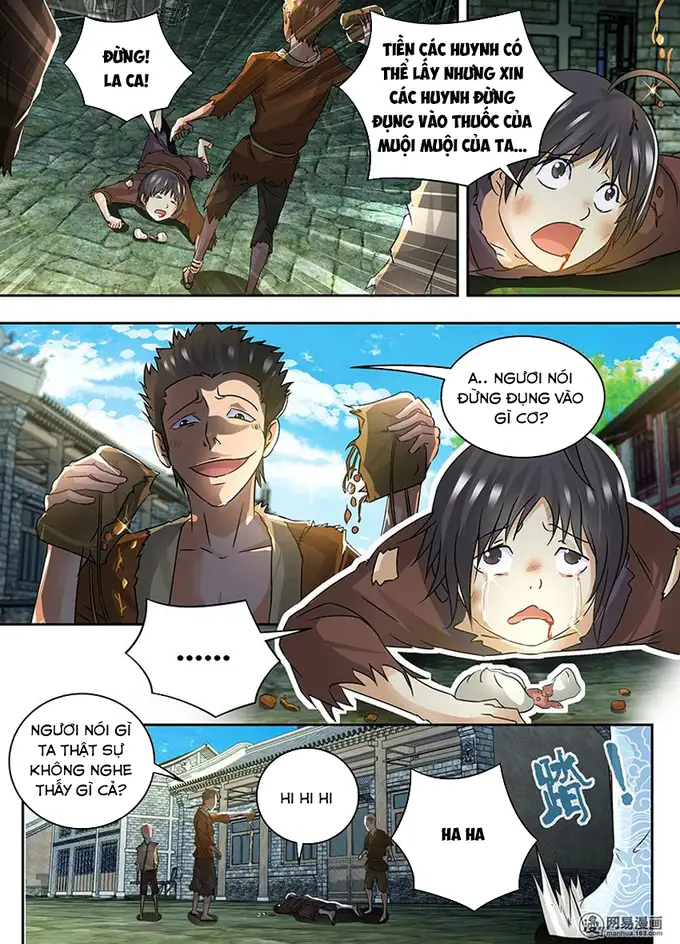 ĐỪNG!
LA CA!
TIỀN CÁC HUYNH CÓ
THỂ LẤY NHƯNG XIN
CÁC HUYNH ĐỪNG
ĐỤNG VÀO THUỐC CỦA
MUỘI MUỘI CỦA TA...
A.. NGƯƠI NÓI
ĐỪNG ĐỤNG VÀO
GÌ CƠ?
......
NGƯƠI NÓI GÌ
TA THẬT SỰ
KHÔNG NGHE
THẤY GÌ CẢ?
HI HI HI
HA HA
踏!
网易漫画
manhua.163.com